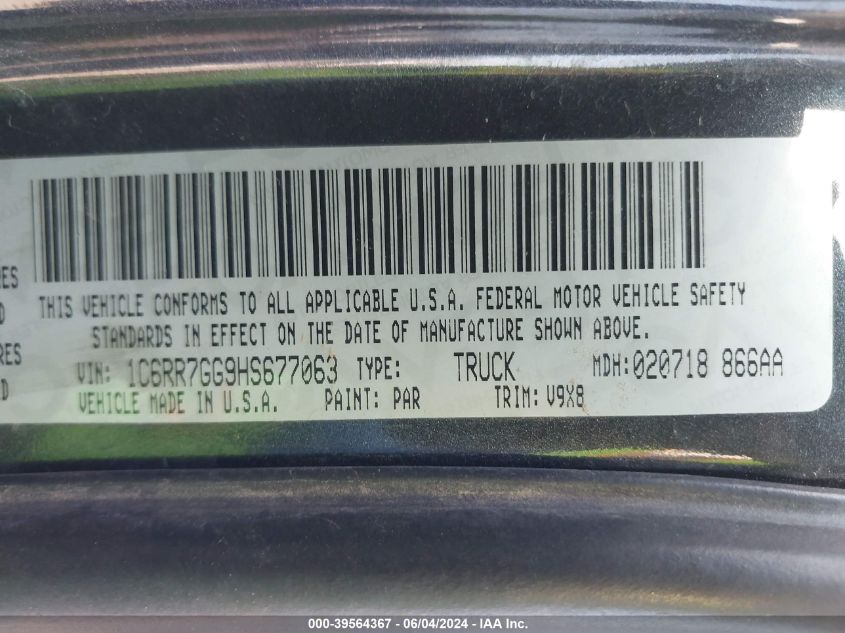 THIS VEHICLE CONFORMS TO ALL APPLICABLE U.S.A. FEDERAL MOTOR VEHICLE SAFETY
STANDARDS IN EFFECT ON THE DATE OF MANUFACTURE SHOWN ABOVE.
VIN: 1C6RR7GG9HS677063 TYPE: TRUCK MDH:020718 866AA
VEHICLE MADE IN U.S.A. PAINT: PAR TRIM: V9X8
000-39564367 - 06/04/2024 - IAA Inc.